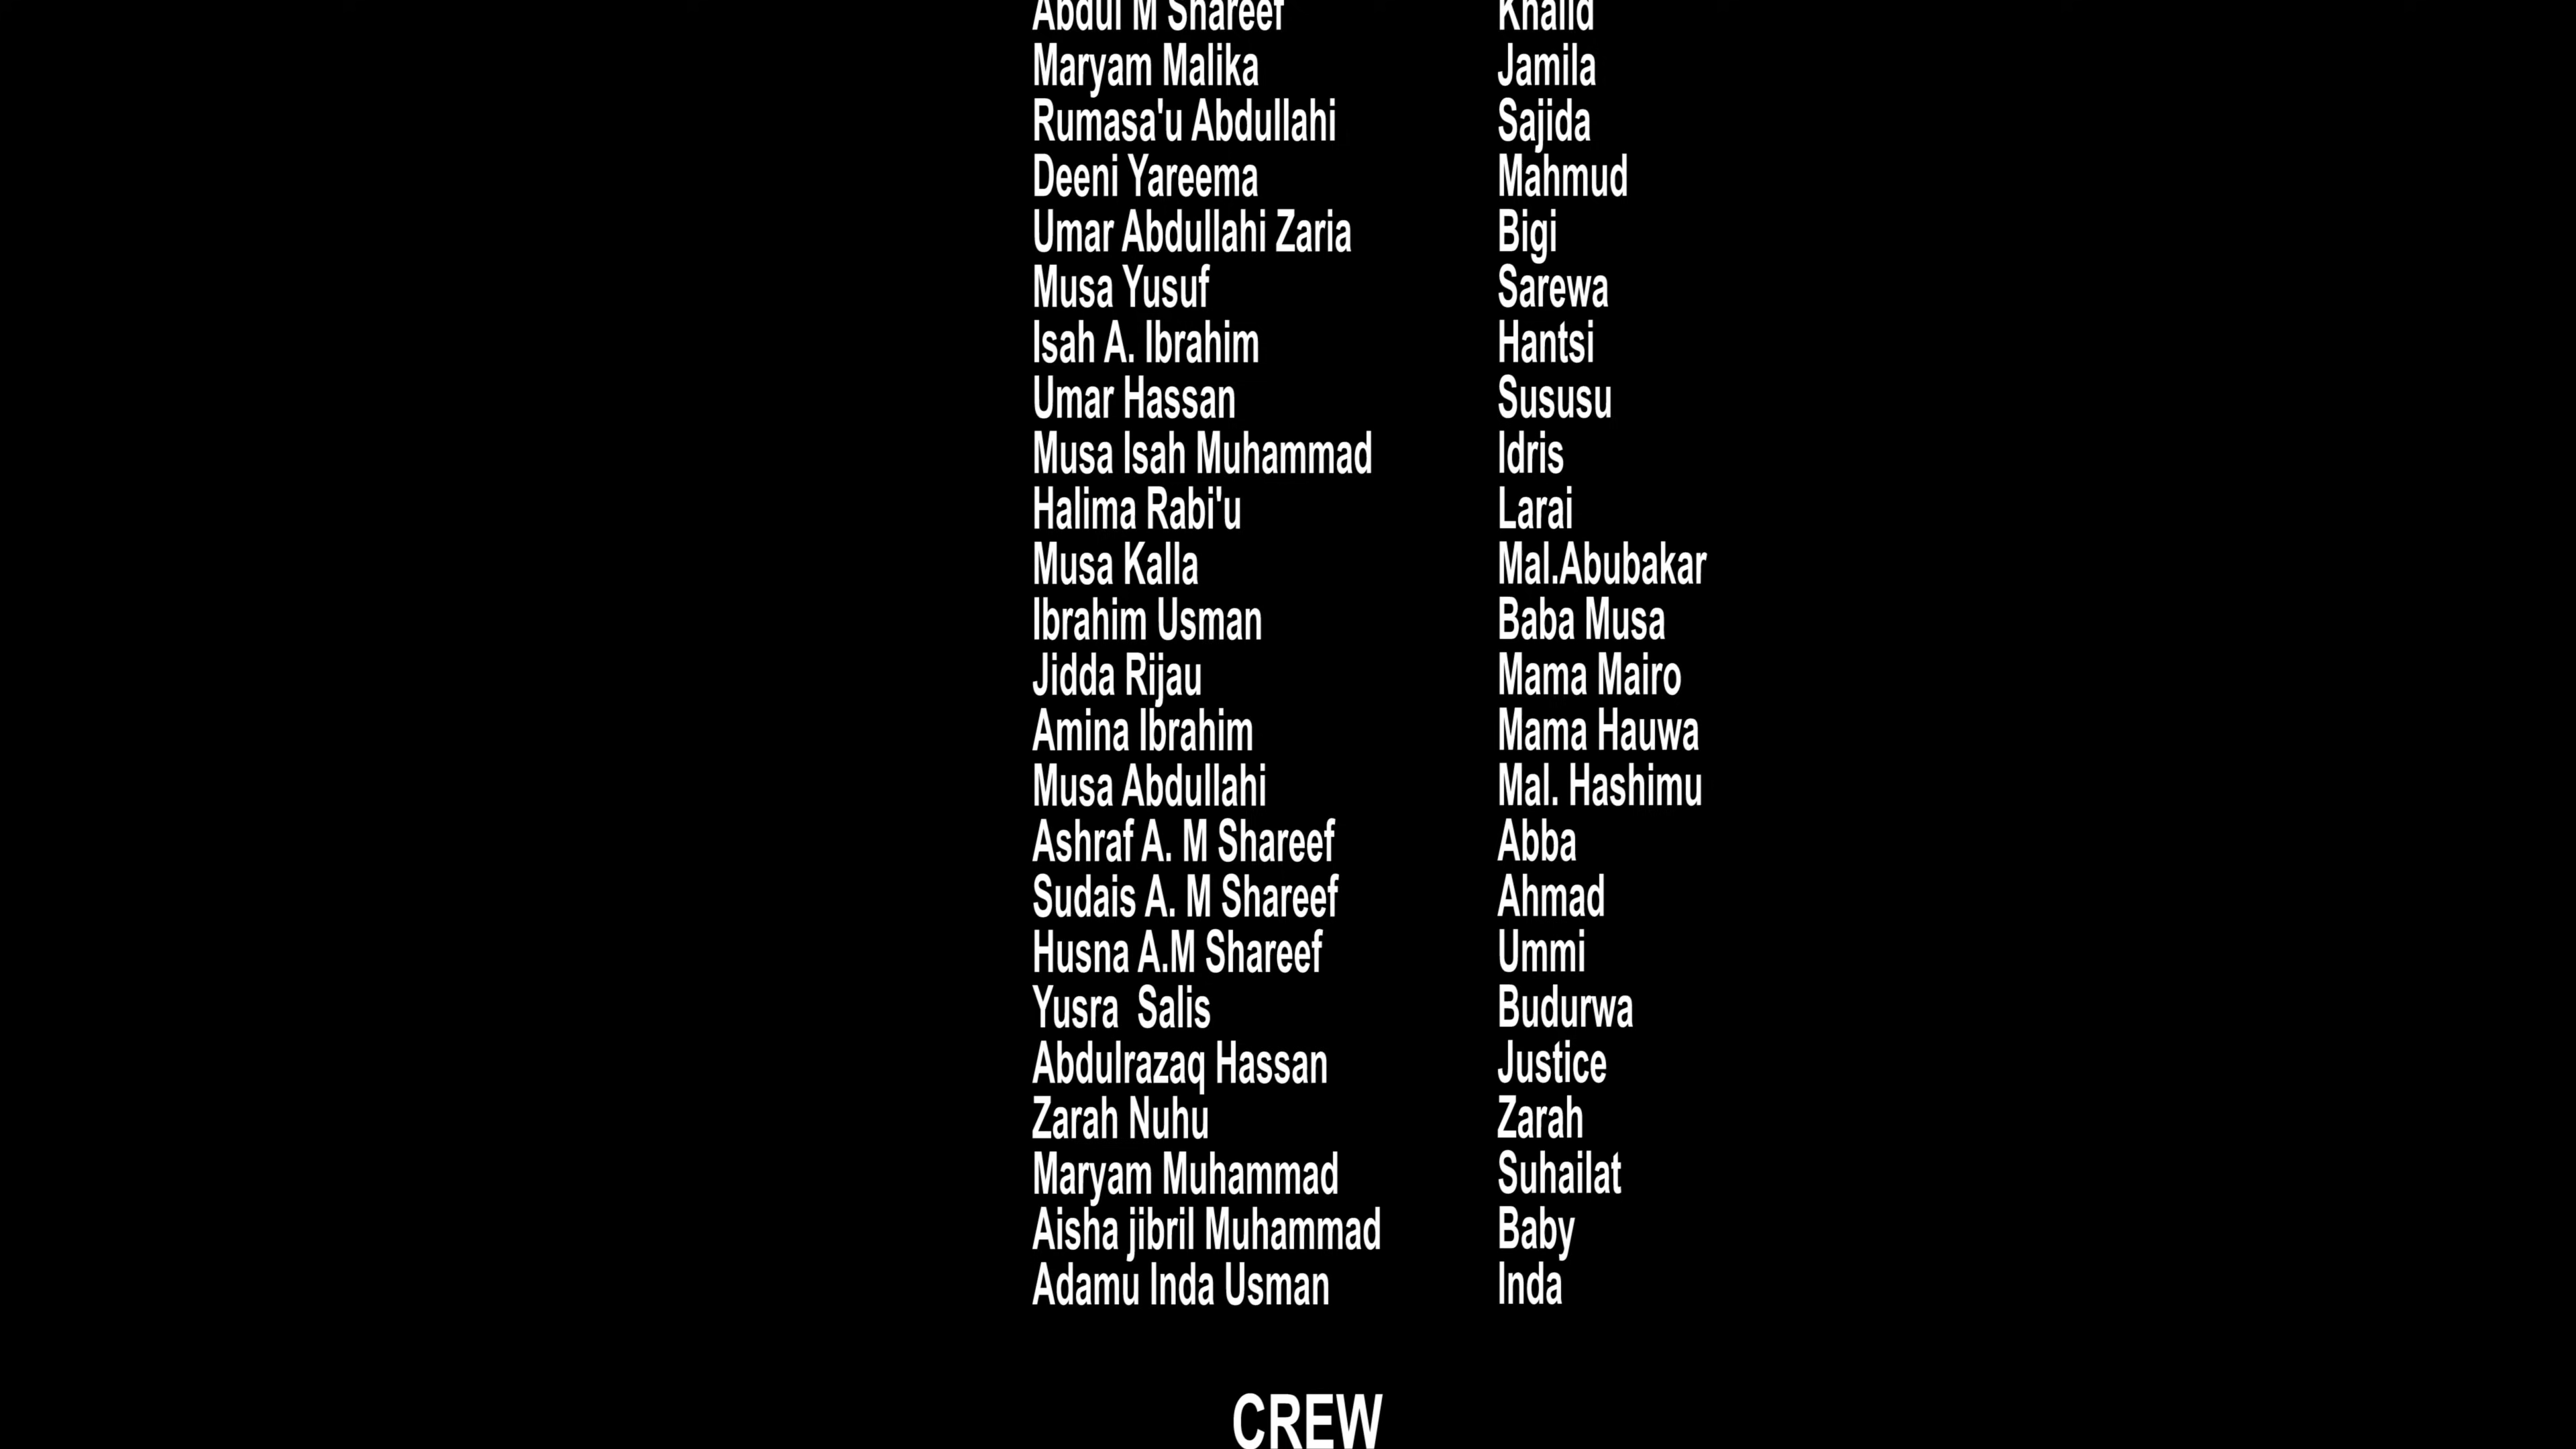 Abdul M Shareef Khalid
Maryam Malika Jamila
Rumasa'u Abdullahi Sajida
Deeni Yareema Mahmud
Umar Abdullahi Zaria Bigi
Musa Yusuf Sarewa
Isah A. Ibrahim Hantsi
Umar Hassan Sususu
Musa Isah Muhammad Idris
Halima Rabi'u Larai
Musa Kalla Mal.Abubakar
Ibrahim Usman Baba Musa
Jidda Rijau Mama Mairo
Amina Ibrahim Mama Hauwa
Musa Abdullahi Mal. Hashimu
Ashraf A. M Shareef Abba
Sudais A. M Shareef Ahmad
Husna A.M Shareef Ummi
Yusra  Salis Budurwa
Abdulrazaq Hassan Justice
Zarah Nuhu Zarah
Maryam Muhammad Suhailat
Aisha jibril Muhammad Baby
Adamu Inda Usman Inda
CREW